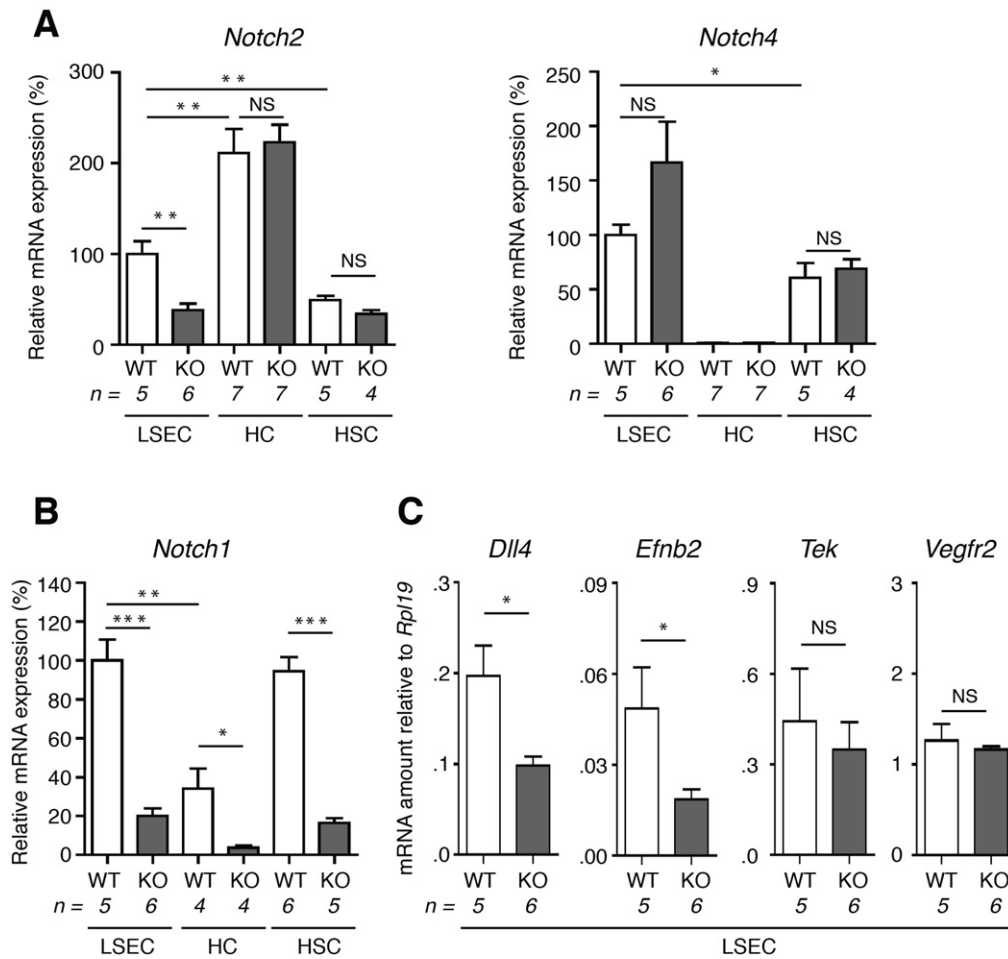 A
Notch2
Relative mRNA expression (%)
300
200
100
0
* *
* *
NS
* *
NS
WT KO WT KO WT KO
n = 5 6 7 7 5 4
LSEC HC HSC
Notch4
Relative mRNA expression (%)
250
200
150
100
50
0
*
NS
NS
WT KO WT KO WT KO
n = 5 6 7 7 5 4
LSEC HC HSC
B
Notch1
Relative mRNA expression (%)
140
120
100
80
60
40
20
0
**
*** ***
*
WT KO WT KO WT KO
n = 5 6 4 4 6 5
LSEC HC HSC
C
mRNA amount relative to Rpl19
Dll4
.3
.2
.1
.0
*
WT KO
n = 5 6
Efnb2
.09
.06
.03
.00
*
WT KO
5 6
Tek
.9
.6
.3
.0
NS
WT KO
5 6
Vegfr2
3
2
1
0
NS
WT KO
5 6
LSEC